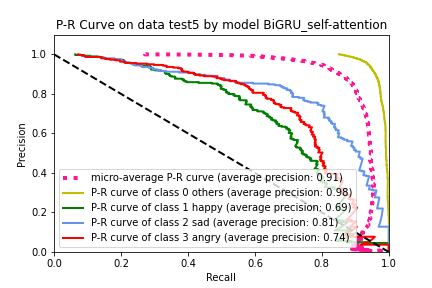 P-R Curve on data test5 by model BiGRU_self-attention
1.0
0.8
0.6
0.4
0.2
0.0
Precision
micro-average P-R curve (average precision: 0.91)
P-R curve of class 0 others (average precision: 0.98)
P-R curve of class 1 happy (average precision: 0.69)
P-R curve of class 2 sad (average precision: 0.81)
P-R curve of class 3 angry (average precision: 0.74)
0.0 0.2 0.4 0.6 0.8 1.0
Recall